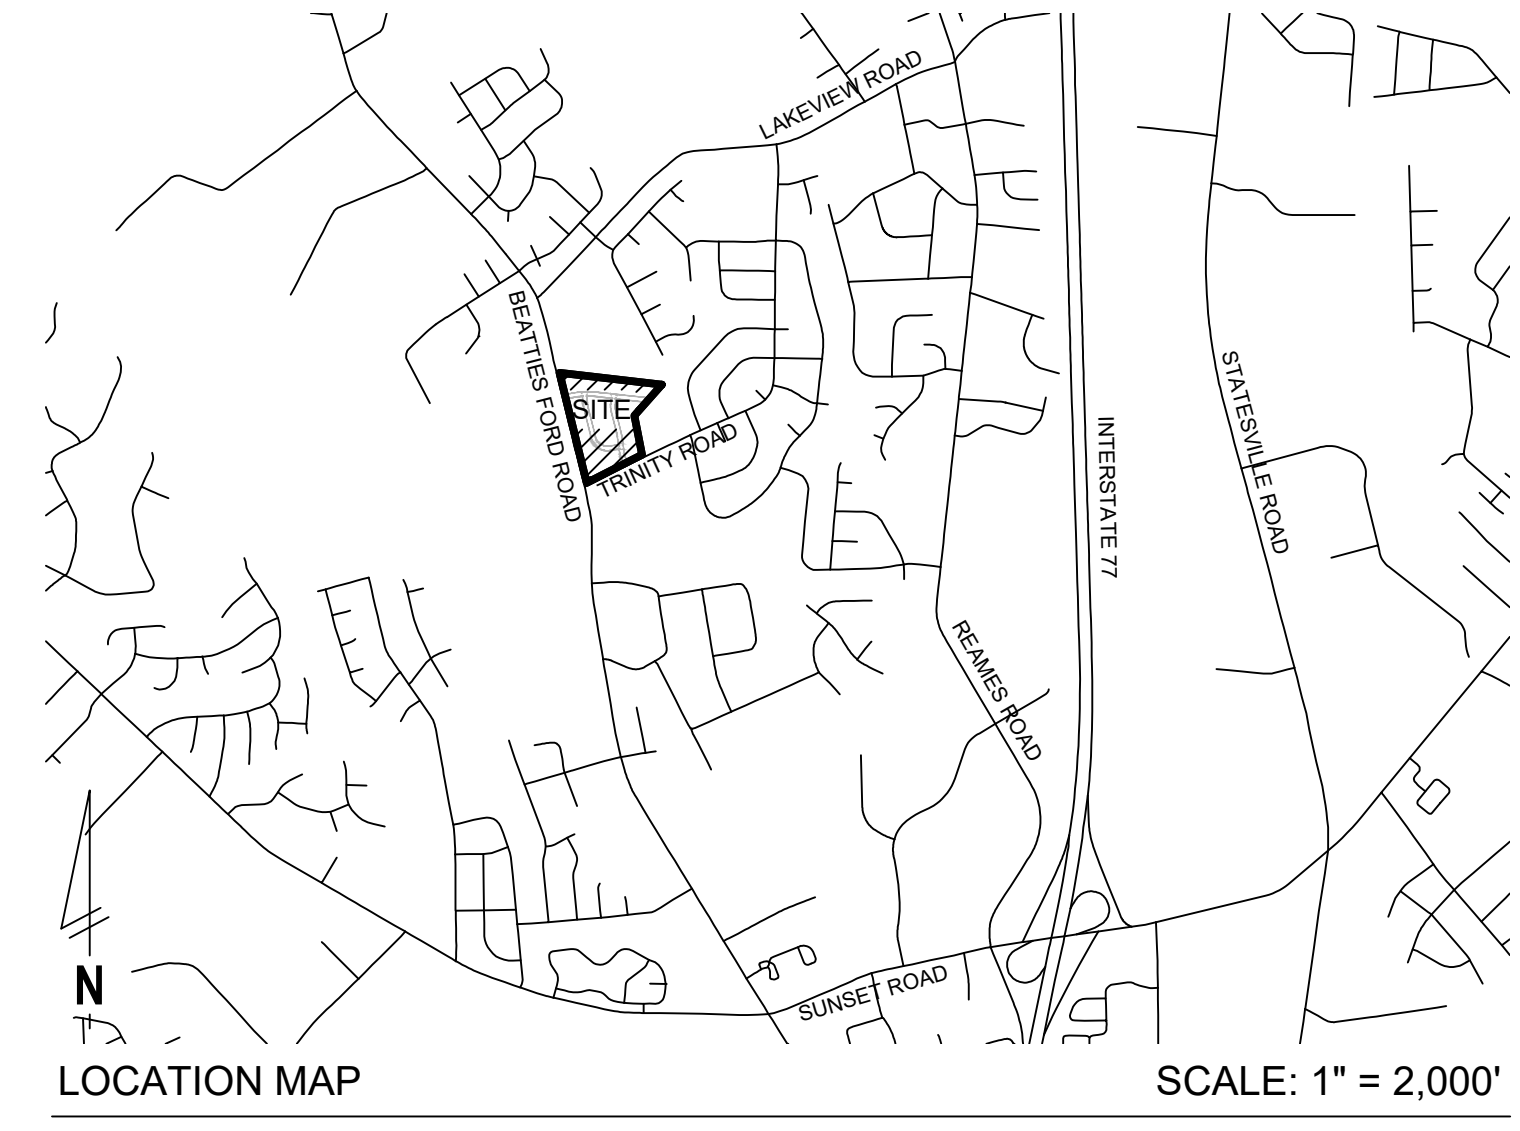 LAKEVIEW ROAD
BEATTIES FORD ROAD
SITE
TRINITY ROAD
INTERSTATE 77
STATESVILLE ROAD
REAMES ROAD
SUNSET ROAD
N
LOCATION MAP
SCALE: 1" = 2,000'